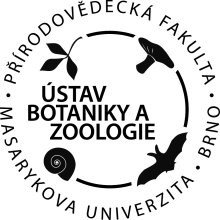 PŘÍRODOVĚDECKÁ FAKULTA
• MASARYKOVA UNIVERZITA • BRNO •
ÚSTAV
BOTANIKY A
ZOOLOGIE